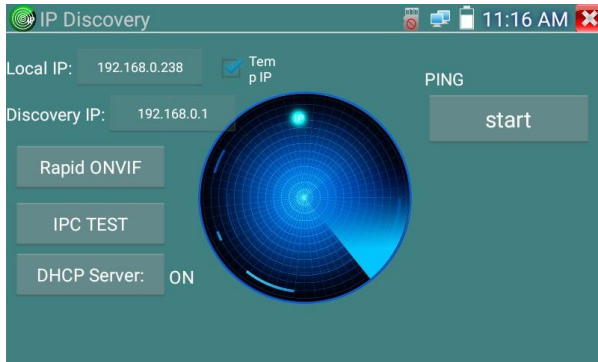 IP Discovery
11:16 AM
Local IP: 192.168.0.238
Tem
p IP
PING
Discovery IP: 192.168.0.1
start
IP
Rapid ONVIF
IPC TEST
DHCP Server: ON